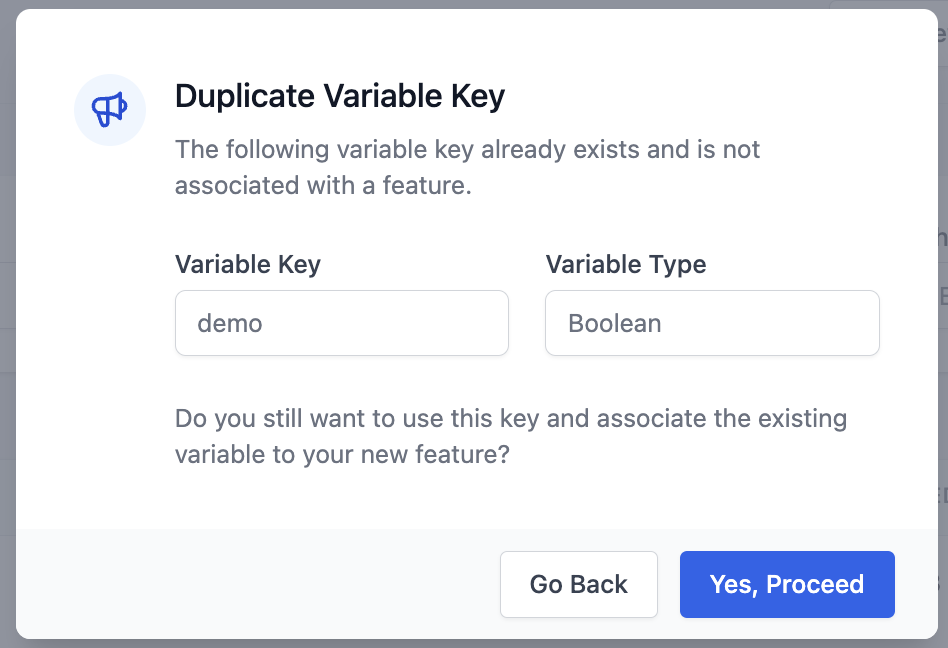 Duplicate Variable Key
The following variable key already exists and is not
associated with a feature.
Variable Key
Variable Type
demo
Boolean
Do you still want to use this key and associate the existing
variable to your new feature?
Go Back
Yes, Proceed